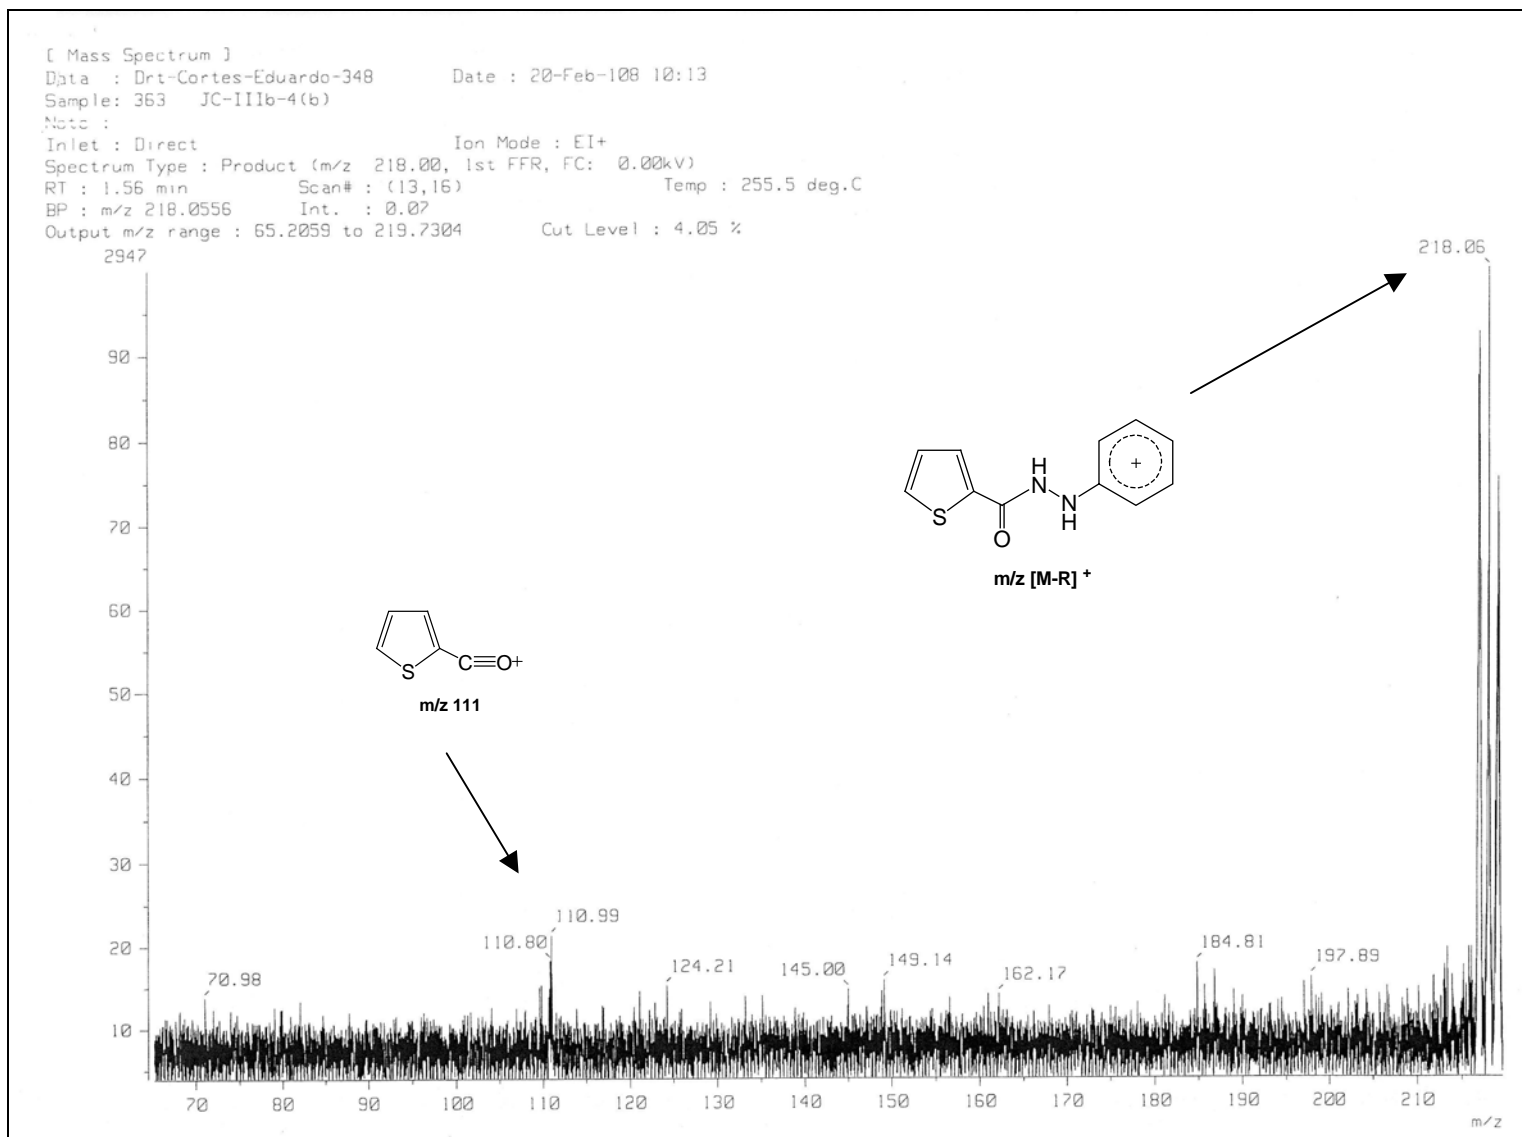 [ Mass Spectrum ]
Data : Drt-Cortes-Eduardo-348 Date : 20-Feb-108 10:13
Sample: 363 JC-IIIb-4(b)
Note :
Inlet : Direct Ion Mode : EI+
Spectrum Type : Product (m/z 218.00, 1st FFR, FC: 0.00kV)
RT : 1.56 min Scan# : (13,16) Temp : 255.5 deg.C
BP : m/z 218.0556 Int. : 0.07
Output m/z range : 65.2059 to 219.7304 Cut Level : 4.05 %
2947
218.06
90
80
70
60
50
40
30
20
10
H
N
N
H
S
O
+
m/z [M-R] +
S
C
O+
m/z 111
110.99
110.80
70.98
124.21
145.00
149.14
162.17
184.81
197.89
70 80 90 100 110 120 130 140 150 160 170 180 190 200 210
m/z